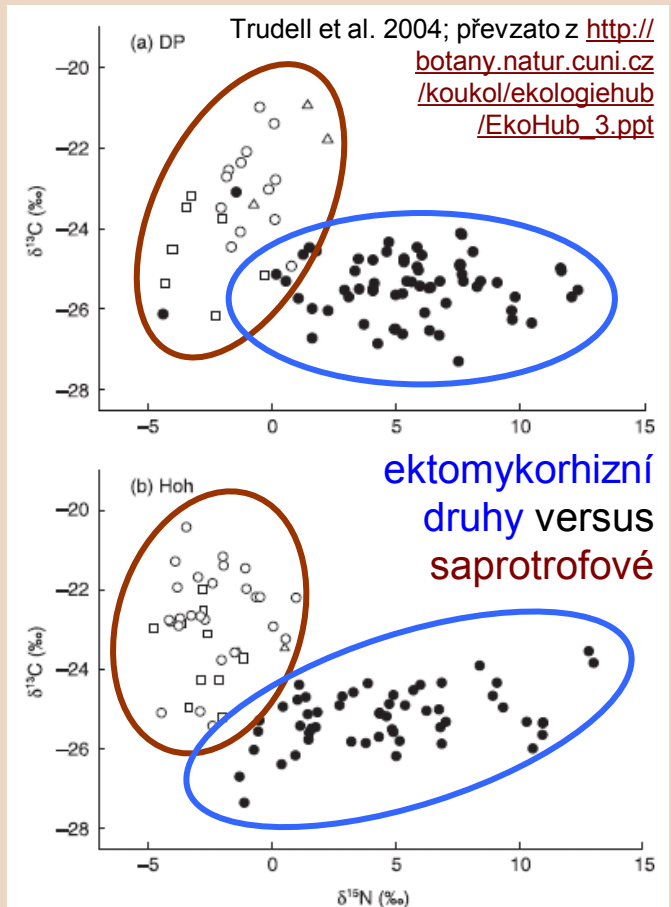 (a) DP
Trudell et al. 2004; převzato z http://
botany.natur.cuni.cz
/koukol/ekologiehub
/EkoHub_3.ppt
−20
−22
−24
−26
−28
δ¹³C (‰)
−5
0
5
10
15
(b) Hoh
ektomykorhizní
druhy versus
saprotrofové
−20
−22
−24
−26
−28
δ¹³C (‰)
−5
0
5
10
15
δ¹⁵N (‰)